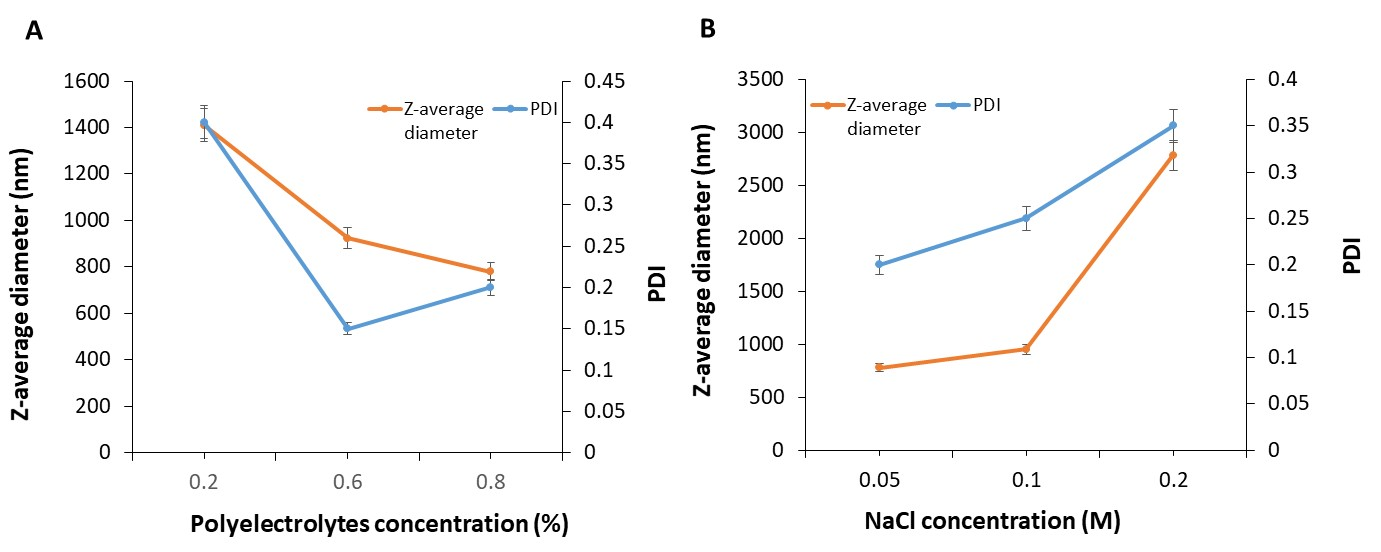 A
Z-average diameter (nm)
1600
1400
1200
1000
800
600
400
200
0
Z-average
diameter
PDI
0.45
0.4
0.35
0.3
0.25
0.2
0.15
0.1
0.05
0
PDI
0.2 0.6 0.8
Polyelectrolytes concentration (%)
B
Z-average diameter (nm)
3500
3000
2500
2000
1500
1000
500
0
Z-average
diameter
PDI
0.4
0.35
0.3
0.25
0.2
0.15
0.1
0.05
0
PDI
0.05 0.1 0.2
NaCl concentration (M)